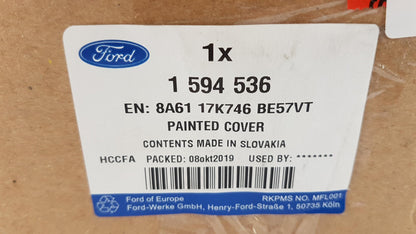 Ford
1x
1 594 536
EN: 8A61 17K746 BE57VT
PAINTED COVER
CONTENTS MADE IN SLOVAKIA
HCCFA PACKED: 08okt2019 USED BY: *******
Ford of Europe RKPMS NO. MFL001
Ford-Werke GmbH, Henry-Ford-Straße 1, 50735 Köln